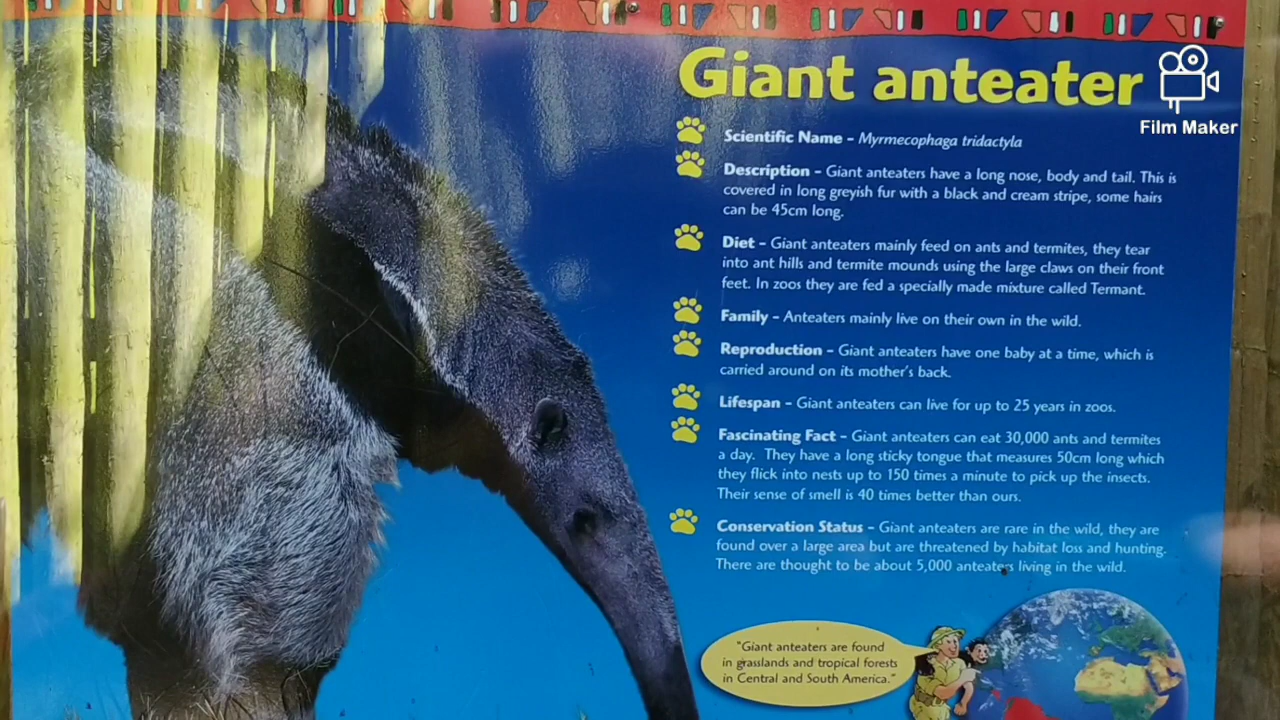 Giant anteater
Film Maker
Scientific Name - Myrmecophaga tridactyla
Description - Giant anteaters have a long nose, body and tail. This is
covered in long greyish fur with a black and cream stripe, some hairs
can be 45cm long.
Diet - Giant anteaters mainly feed on ants and termites, they tear
into ant hills and termite mounds using the large claws on their front
feet. In zoos they are fed a specially made mixture called Termant.
Family - Anteaters mainly live on their own in the wild.
Reproduction - Giant anteaters have one baby at a time, which is
carried around on its mother's back.
Lifespan - Giant anteaters can live for up to 25 years in zoos.
Fascinating Fact - Giant anteaters can eat 30,000 ants and termites
a day. They have a long sticky tongue that measures 50cm long which
they flick into nests up to 150 times a minute to pick up the insects.
Their sense of smell is 40 times better than ours.
Conservation Status - Giant anteaters are rare in the wild, they are
found over a large area but are threatened by habitat loss and hunting.
There are thought to be about 5,000 anteaters living in the wild.
"Giant anteaters are found
in grasslands and tropical forests
in Central and South America."